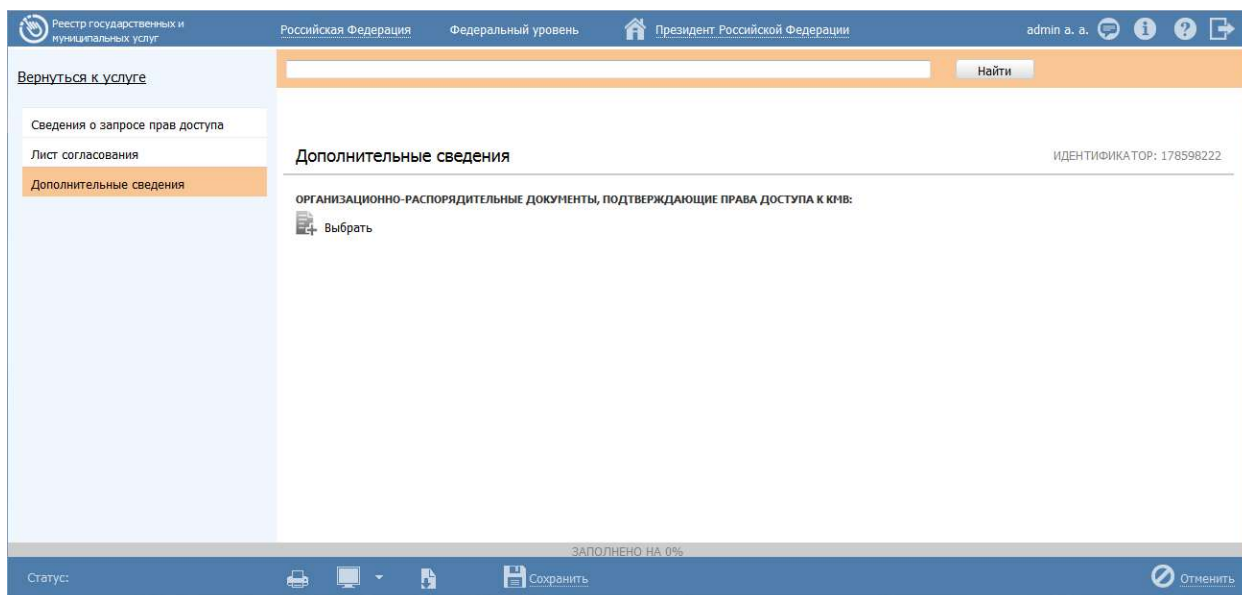 Реестр государственных и
муниципальных услуг
Российская Федерация
Федеральный уровень
Президент Российской Федерации
admin a. a.
Вернуться к услуге
Найти
Сведения о запросе прав доступа
Лист согласования
Дополнительные сведения
Дополнительные сведения
ИДЕНТИФИКАТОР: 178598222
ОРГАНИЗАЦИОННО-РАСПОРЯДИТЕЛЬНЫЕ ДОКУМЕНТЫ, ПОДТВЕРЖДАЮЩИЕ ПРАВА ДОСТУПА К КМВ:
Выбрать
ЗАПОЛНЕНО НА 0%
Статус:
Сохранить
Отменить